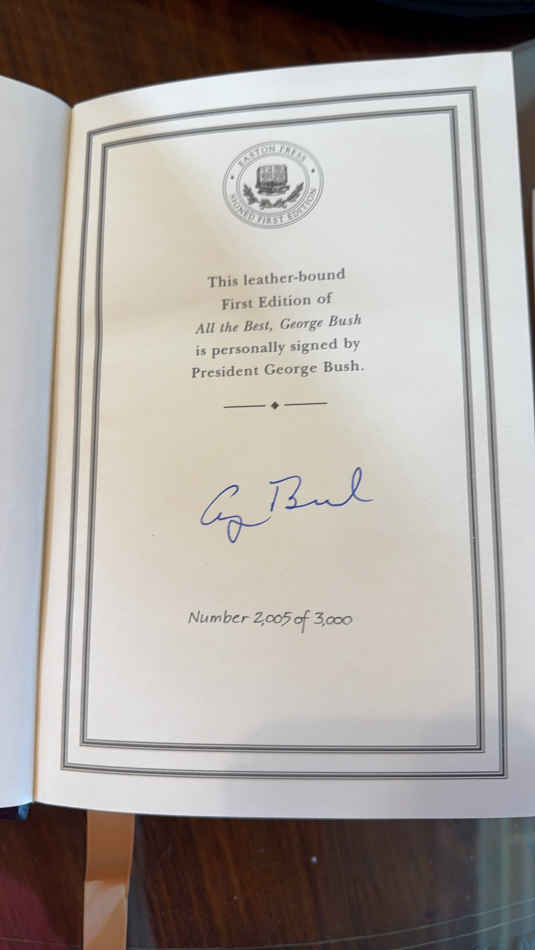 EASTON PRESS
SIGNED FIRST EDITION
This leather-bound
First Edition of
All the Best, George Bush
is personally signed by
President George Bush.
G Bush
Number 2,005 of 3,000